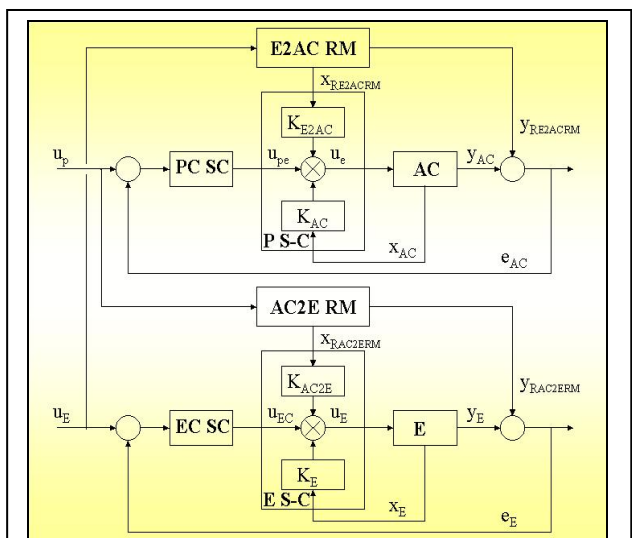 E2AC RM
x_RE2ACRM
K_E2AC
y_RE2ACRM
u_p
PC SC
u_pe
u_e
AC
y_AC
K_AC
P S-C
x_AC
e_AC
AC2E RM
x_RAC2ERM
K_AC2E
y_RAC2ERM
u_E
EC SC
u_EC
u_E
E
y_E
K_E
E S-C
x_E
e_E